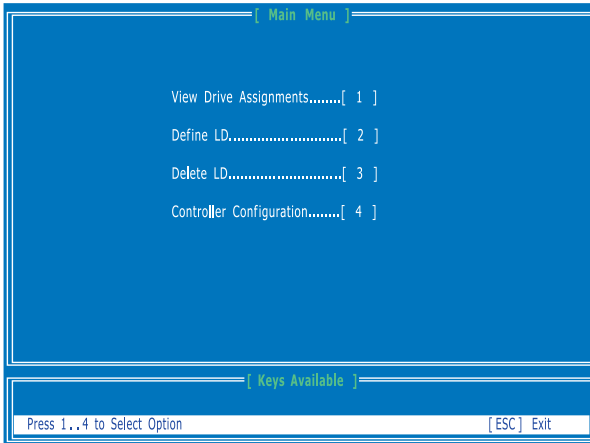 [ Main Menu ]
View Drive Assignments........[ 1 ]
Define LD..........................[ 2 ]
Delete LD..........................[ 3 ]
Controller Configuration........[ 4 ]
[ Keys Available ]
Press 1..4 to Select Option [ESC] Exit